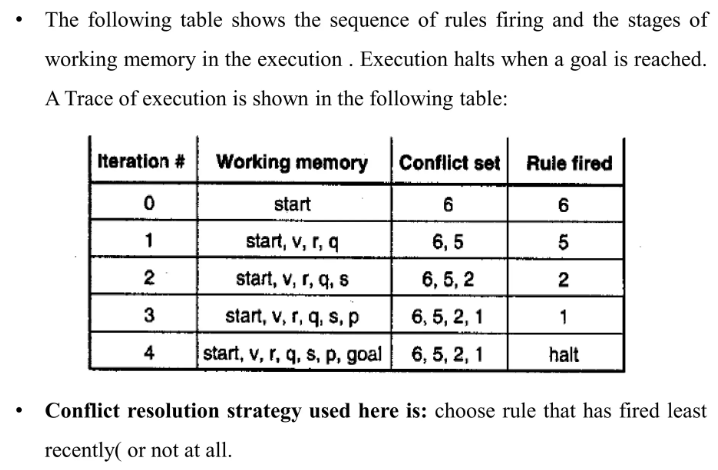 • The following table shows the sequence of rules firing and the stages of
working memory in the execution . Execution halts when a goal is reached.
A Trace of execution is shown in the following table:
Iteration # Working memory Conflict set Rule fired
0 start 6 6
1 start, v, r, q 6, 5 5
2 start, v, r, q, s 6, 5, 2 2
3 start, v, r, q, s, p 6, 5, 2, 1 1
4 start, v, r, q, s, p, goal 6, 5, 2, 1 halt
• Conflict resolution strategy used here is: choose rule that has fired least
recently( or not at all.